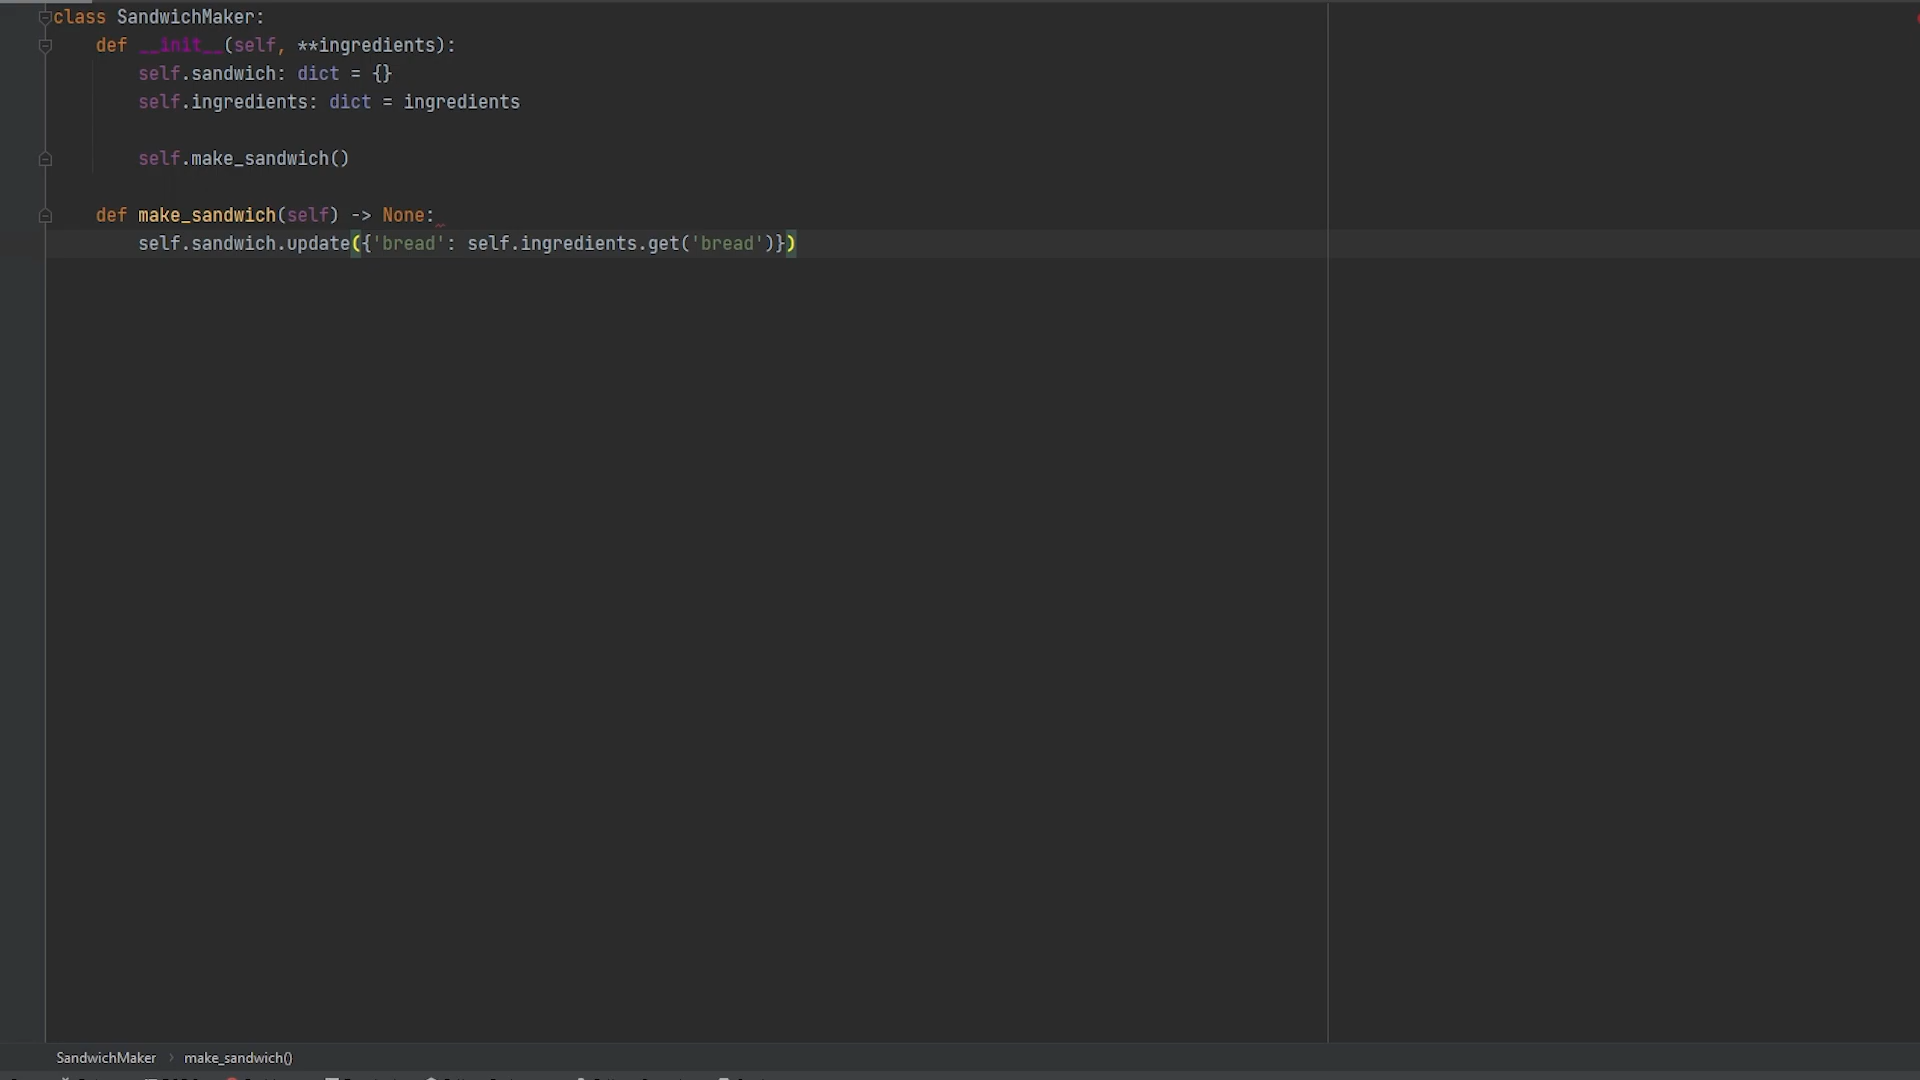 class SandwichMaker:
def __init__(self, **ingredients):
self.sandwich: dict = {}
self.ingredients: dict = ingredients
self.make_sandwich()
def make_sandwich(self) -> None:
self.sandwich.update({'bread': self.ingredients.get('bread')})
SandwichMaker › make_sandwich()